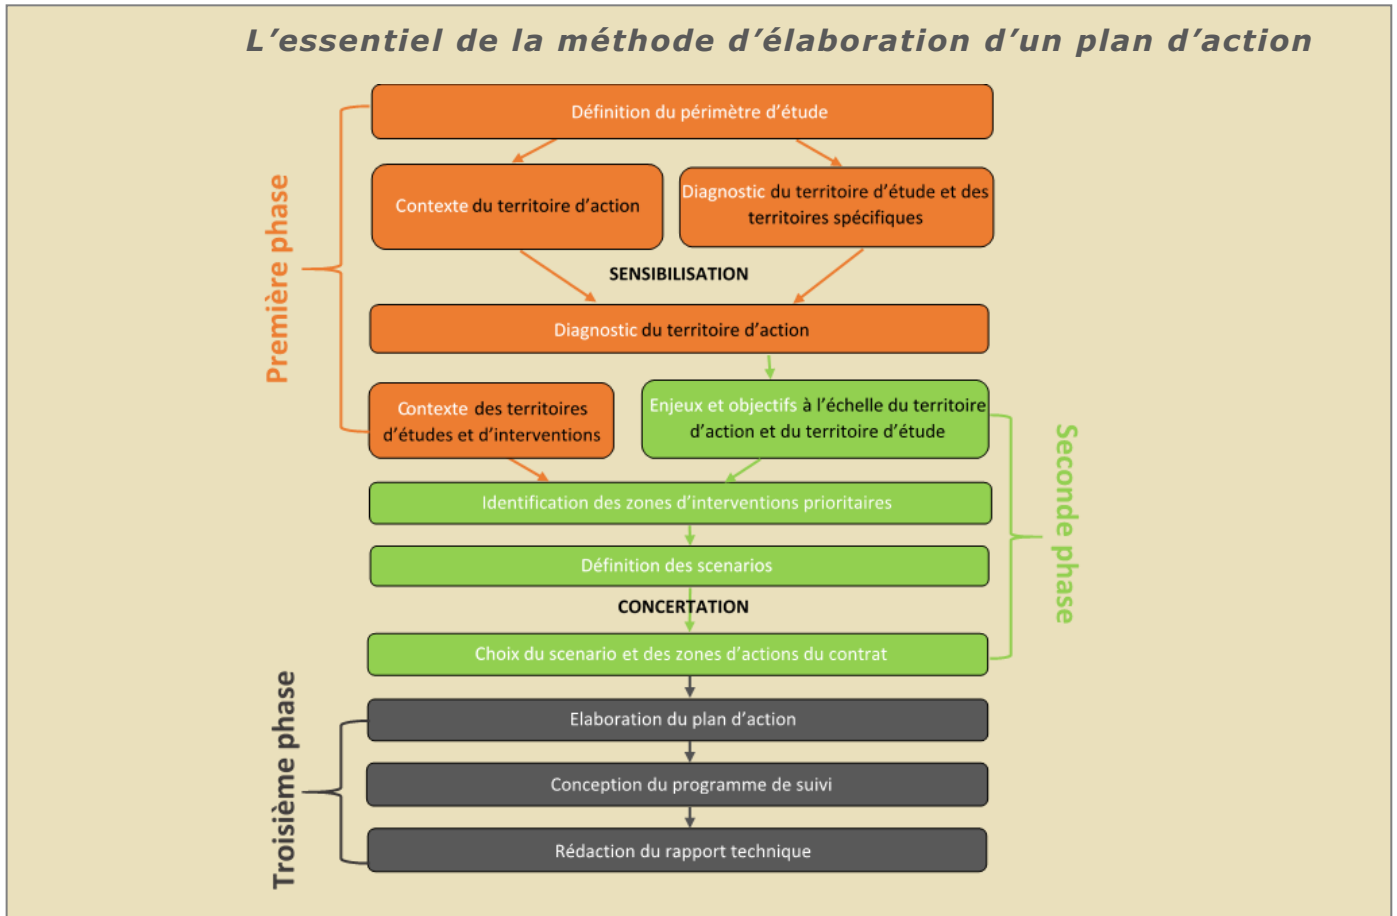 L’essentiel de la méthode d’élaboration d’un plan d’action
Première phase
Définition du périmètre d’étude
Contexte du territoire d’action
Diagnostic du territoire d’étude et des
territoires spécifiques
SENSIBILISATION
Diagnostic du territoire d’action
Contexte des territoires
d’études et d’interventions
Enjeux et objectifs à l’échelle du territoire
d’action et du territoire d’étude
Seconde phase
Identification des zones d’interventions prioritaires
Définition des scenarios
CONCERTATION
Choix du scenario et des zones d’actions du contrat
Troisième phase
Elaboration du plan d’action
Conception du programme de suivi
Rédaction du rapport technique